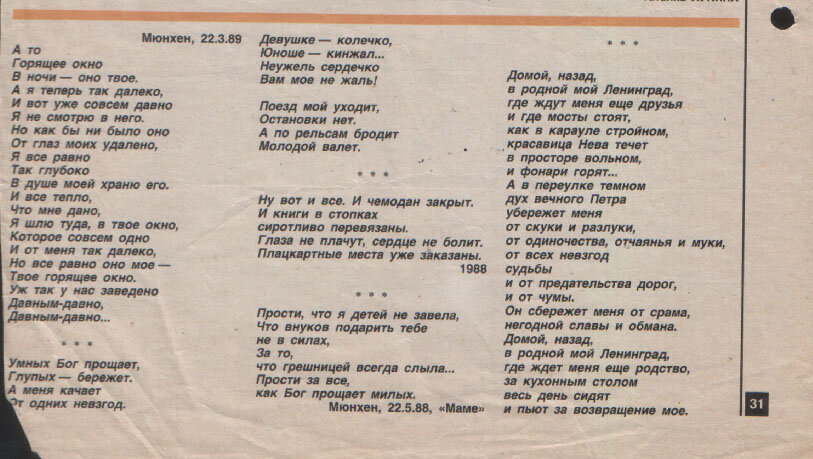 Мюнхен, 22.3.89
А то
Горящее окно
В ночи — оно твое.
А я теперь так далеко,
И вот уже совсем давно
Я не смотрю в него.
Но как бы ни было оно
От глаз моих удалено,
Я все равно
Так глубоко
В душе моей храню его.
И все тепло,
Что мне дано,
Я шлю туда, в твое окно,
Которое совсем одно
И от меня так далеко,
Но все равно оно мое —
Твое горящее окно.
Уж так у нас заведено
Давным-давно,
Давным-давно...
* * *
Умных Бог прощает,
Глупых — бережет.
А меня качает
От одних невзгод.
Девушке — колечко,
Юноше — кинжал...
Неужель сердечко
Вам мое не жаль!
Поезд мой уходит,
Остановки нет.
А по рельсам бродит
Молодой валет.
* * *
Ну вот и все. И чемодан закрыт.
И книги в стопках
сиротливо перевязаны.
Глаза не плачут, сердце не болит.
Плацкартные места уже заказаны.
1988
* * *
Прости, что я детей не завела,
Что внуков подарить тебе
не в силах,
За то,
что грешницей всегда слыла...
Прости за все,
как Бог прощает милых.
Мюнхен, 22.5.88, «Маме»
* * *
Домой, назад,
в родной мой Ленинград,
где ждут меня еще друзья
и где мосты стоят,
как в карауле стройном,
красавица Нева течет
в просторе вольном,
и фонари горят...
А в переулке темном
дух вечного Петра
убережет меня
от скуки и разлуки,
от одиночества, отчаянья и муки,
от всех невзгод
судьбы
и от предательства дорог,
и от чумы.
Он сбережет меня от срама,
негодной славы и обмана.
Домой, назад,
в родной мой Ленинград,
где ждет меня еще родство,
за кухонным столом
весь день сидят
и пьют за возвращение мое.
31